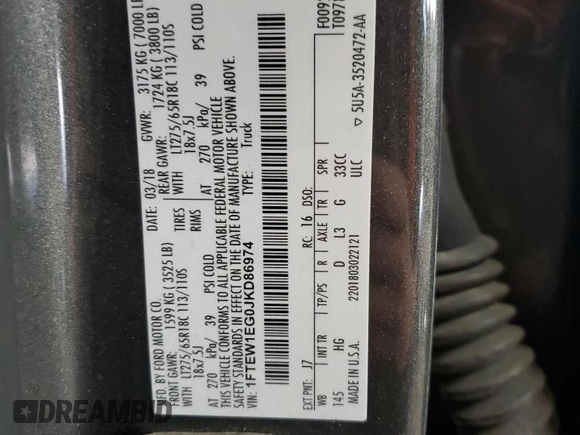 MFD. BY FORD MOTOR CO.
DATE: 03/18 GVWR: 3175 KG ( 7000 LB
FRONT GAWR: 1599 KG ( 3525 LB) REAR GAWR: 1724 KG ( 3800 LB)
WITH LT275/65R18C 113/110S TIRES WITH LT275/65R18C 113/110S
18x7.5J RIMS 18x7.5J
AT 270 kPa/ 39 PSI COLD AT 270 kPa/ 39 PSI COLD
THIS VEHICLE CONFORMS TO ALL APPLICABLE FEDERAL MOTOR VEHICLE
SAFETY STANDARDS IN EFFECT ON THE DATE OF MANUFACTURE SHOWN ABOVE.
VIN: 1FTEW1EG0JKD86974 TYPE: Truck
EXT PNT: J7 RC: 16 DSO:
WB INT TR TP/PS R AXLE TR SPR
145 HG D L3 G 33CC
MADE IN U.S.A. 2201803022121 ULC
5U5A-3520472-AA
AUTODREAMBID